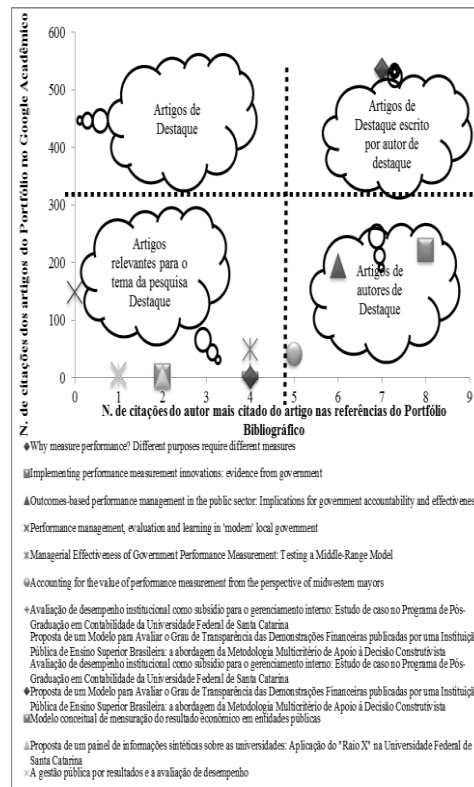 N. de citações dos artigos do Portfólio no Google Acadêmico
600
500
400
300
200
100
0
Artigos de
Destaque
Artigos de
Destaque escrito
por autor de
destaque
Artigos
relevantes para o
tema da pesquisa
Destaque
Artigos de
autores de
Destaque
0 1 2 3 4 5 6 7 8 9
N. de citações do autor mais citado do artigo nas referências do Portfólio
Bibliográfico
Why measure performance? Different purposes require different measures
Implementing performance measurement innovations: evidence from government
Outcomes-based performance management in the public sector: Implications for government accountability and effectivenes
Performance management, evaluation and learning in 'modern' local government
Managerial Effectiveness of Government Performance Measurement: Testing a Middle-Range Model
Accounting for the value of performance measurement from the perspective of midwestern mayors
Avaliação de desempenho institucional como subsídio para o gerenciamento interno: Estudo de caso no Programa de Pós-
Graduação em Contabilidade da Universidade Federal de Santa Catarina
Proposta de um Modelo para Avaliar o Grau de Transparência das Demonstrações Financeiras publicadas por uma Instituiçã
Pública de Ensino Superior Brasileira: a abordagem da Metodologia Multicritério de Apoio à Decisão Construtivista
Avaliação de desempenho institucional como subsídio para o gerenciamento interno: Estudo de caso no Programa de Pós-
Graduação em Contabilidade da Universidade Federal de Santa Catarina
Proposta de um Modelo para Avaliar o Grau de Transparência das Demonstrações Financeiras publicadas por uma Instituiçã
Pública de Ensino Superior Brasileira: a abordagem da Metodologia Multicritério de Apoio à Decisão Construtivista
Modelo conceitual de mensuração do resultado econômico em entidades públicas
Proposta de um painel de informações sintéticas sobre as universidades: Aplicação do "Raio X" na Universidade Federal de
Santa Catarina
A gestão pública por resultados e a avaliação de desempenho